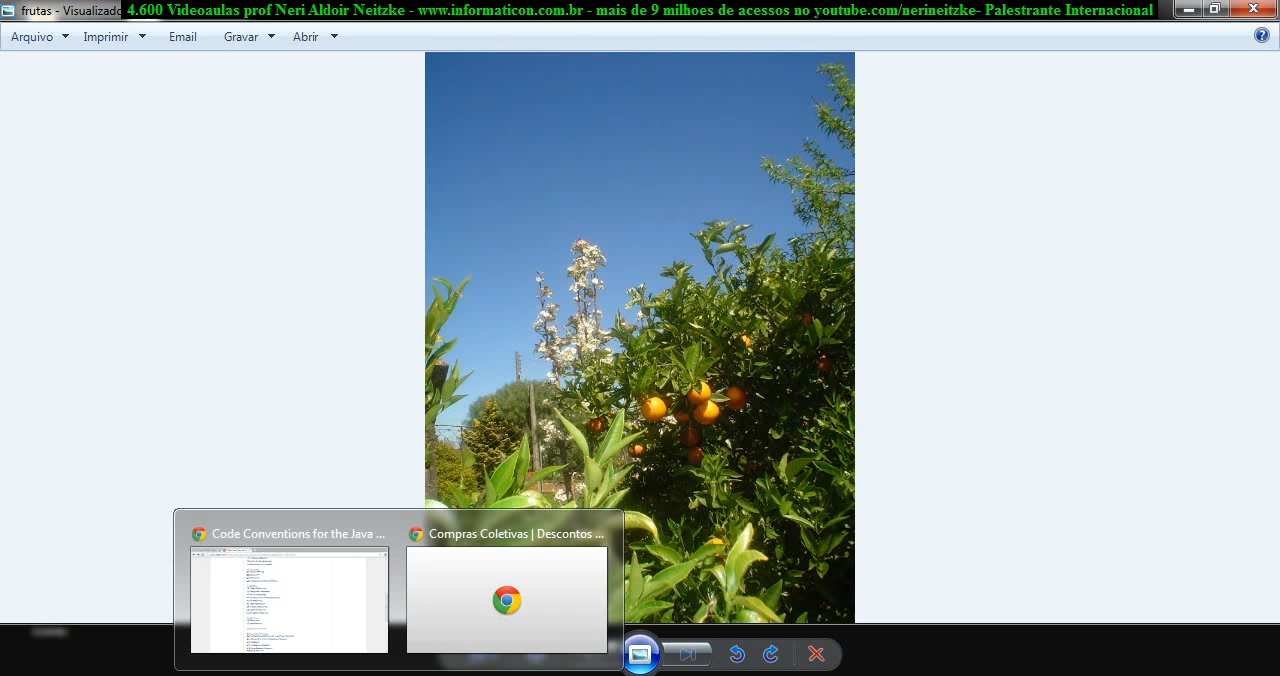 frutas - Visualizado
4.600 Videoaulas prof Neri Aldoir Neitzke - www.informaticon.com.br - mais de 9 milhoes de acessos no youtube.com/nerineitzke- Palestrante Internacional
Arquivo Imprimir Email Gravar Abrir
Code Conventions for the Java ...
Compras Coletivas | Descontos ...